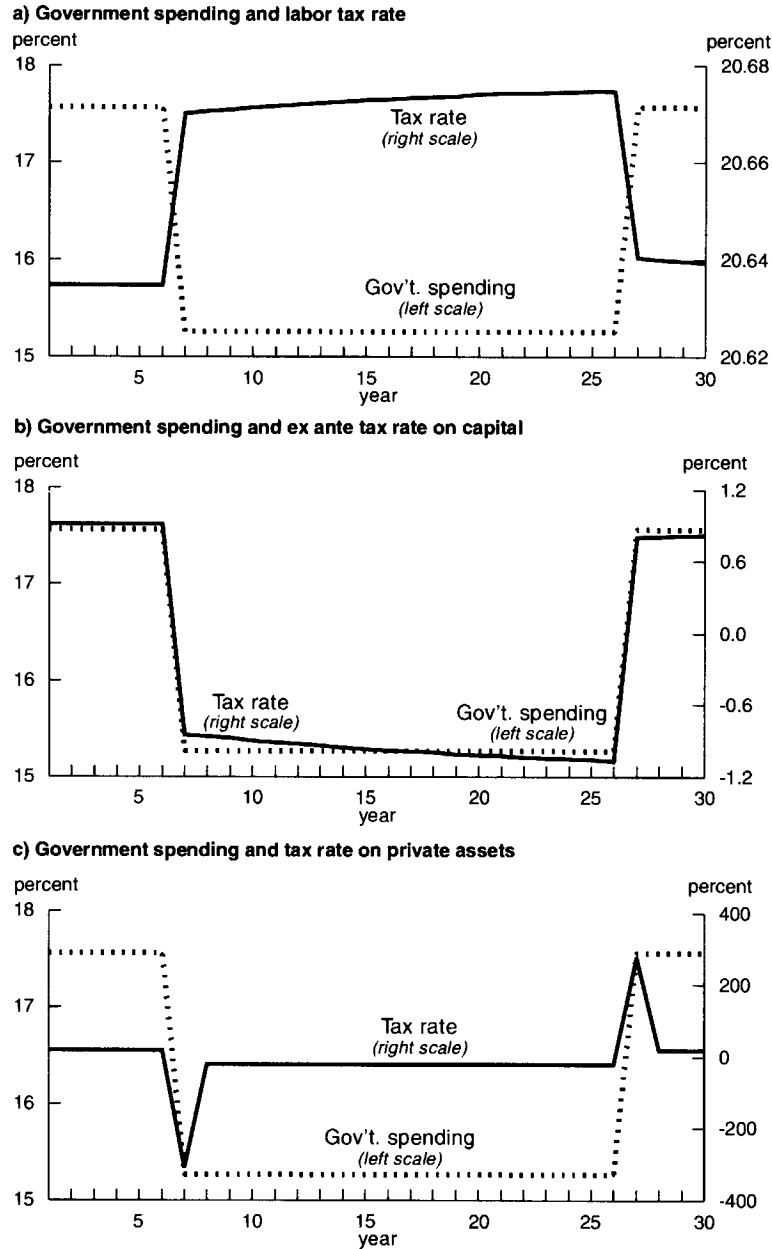 a) Government spending and labor tax rate
percent percent
18 20.68
Tax rate
(right scale)
17 20.66
16 20.64
Gov't. spending
(left scale)
15 20.62
5 10 15 20 25 30
year
b) Government spending and ex ante tax rate on capital
percent percent
18 1.2
0.6
17
0.0
16
Tax rate
(right scale)
-0.6
Gov't. spending
(left scale)
15 -1.2
5 10 15 20 25 30
year
c) Government spending and tax rate on private assets
percent percent
18 400
200
17
Tax rate
(right scale)
0
16
-200
Gov't. spending
(left scale)
15 -400
5 10 15 20 25 30
year